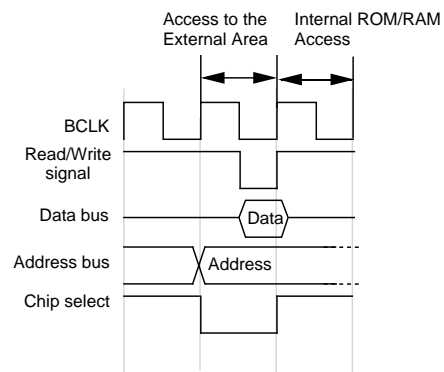 Access to the
External Area
Internal ROM/RAM
Access
BCLK
Read/Write
signal
Data bus
Data
Address bus
Address
Chip select